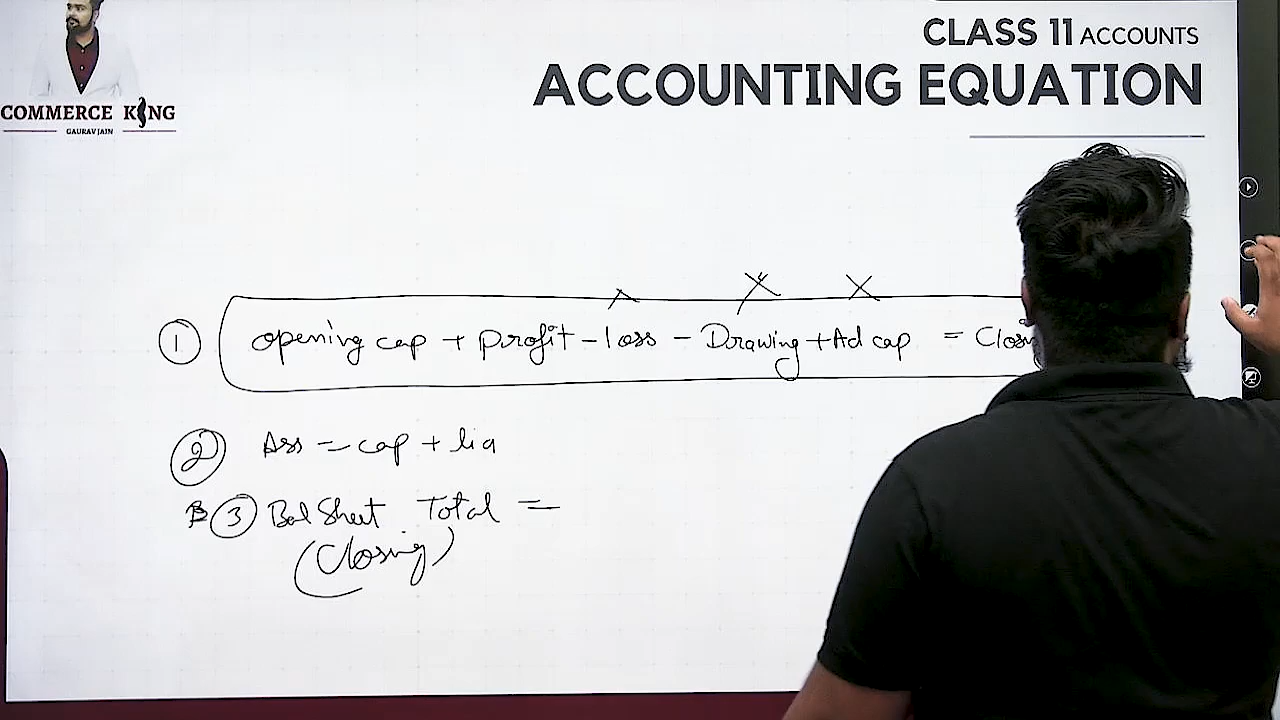 CLASS 11 ACCOUNTS
ACCOUNTING EQUATION
COMMERCE KING
GAURAV JAIN
1 opening cap + Profit - loss - Drawing + Ad cap = Closin
2 Ass = cap + lia
B 3 Bal Sheet Total =
(Closing)